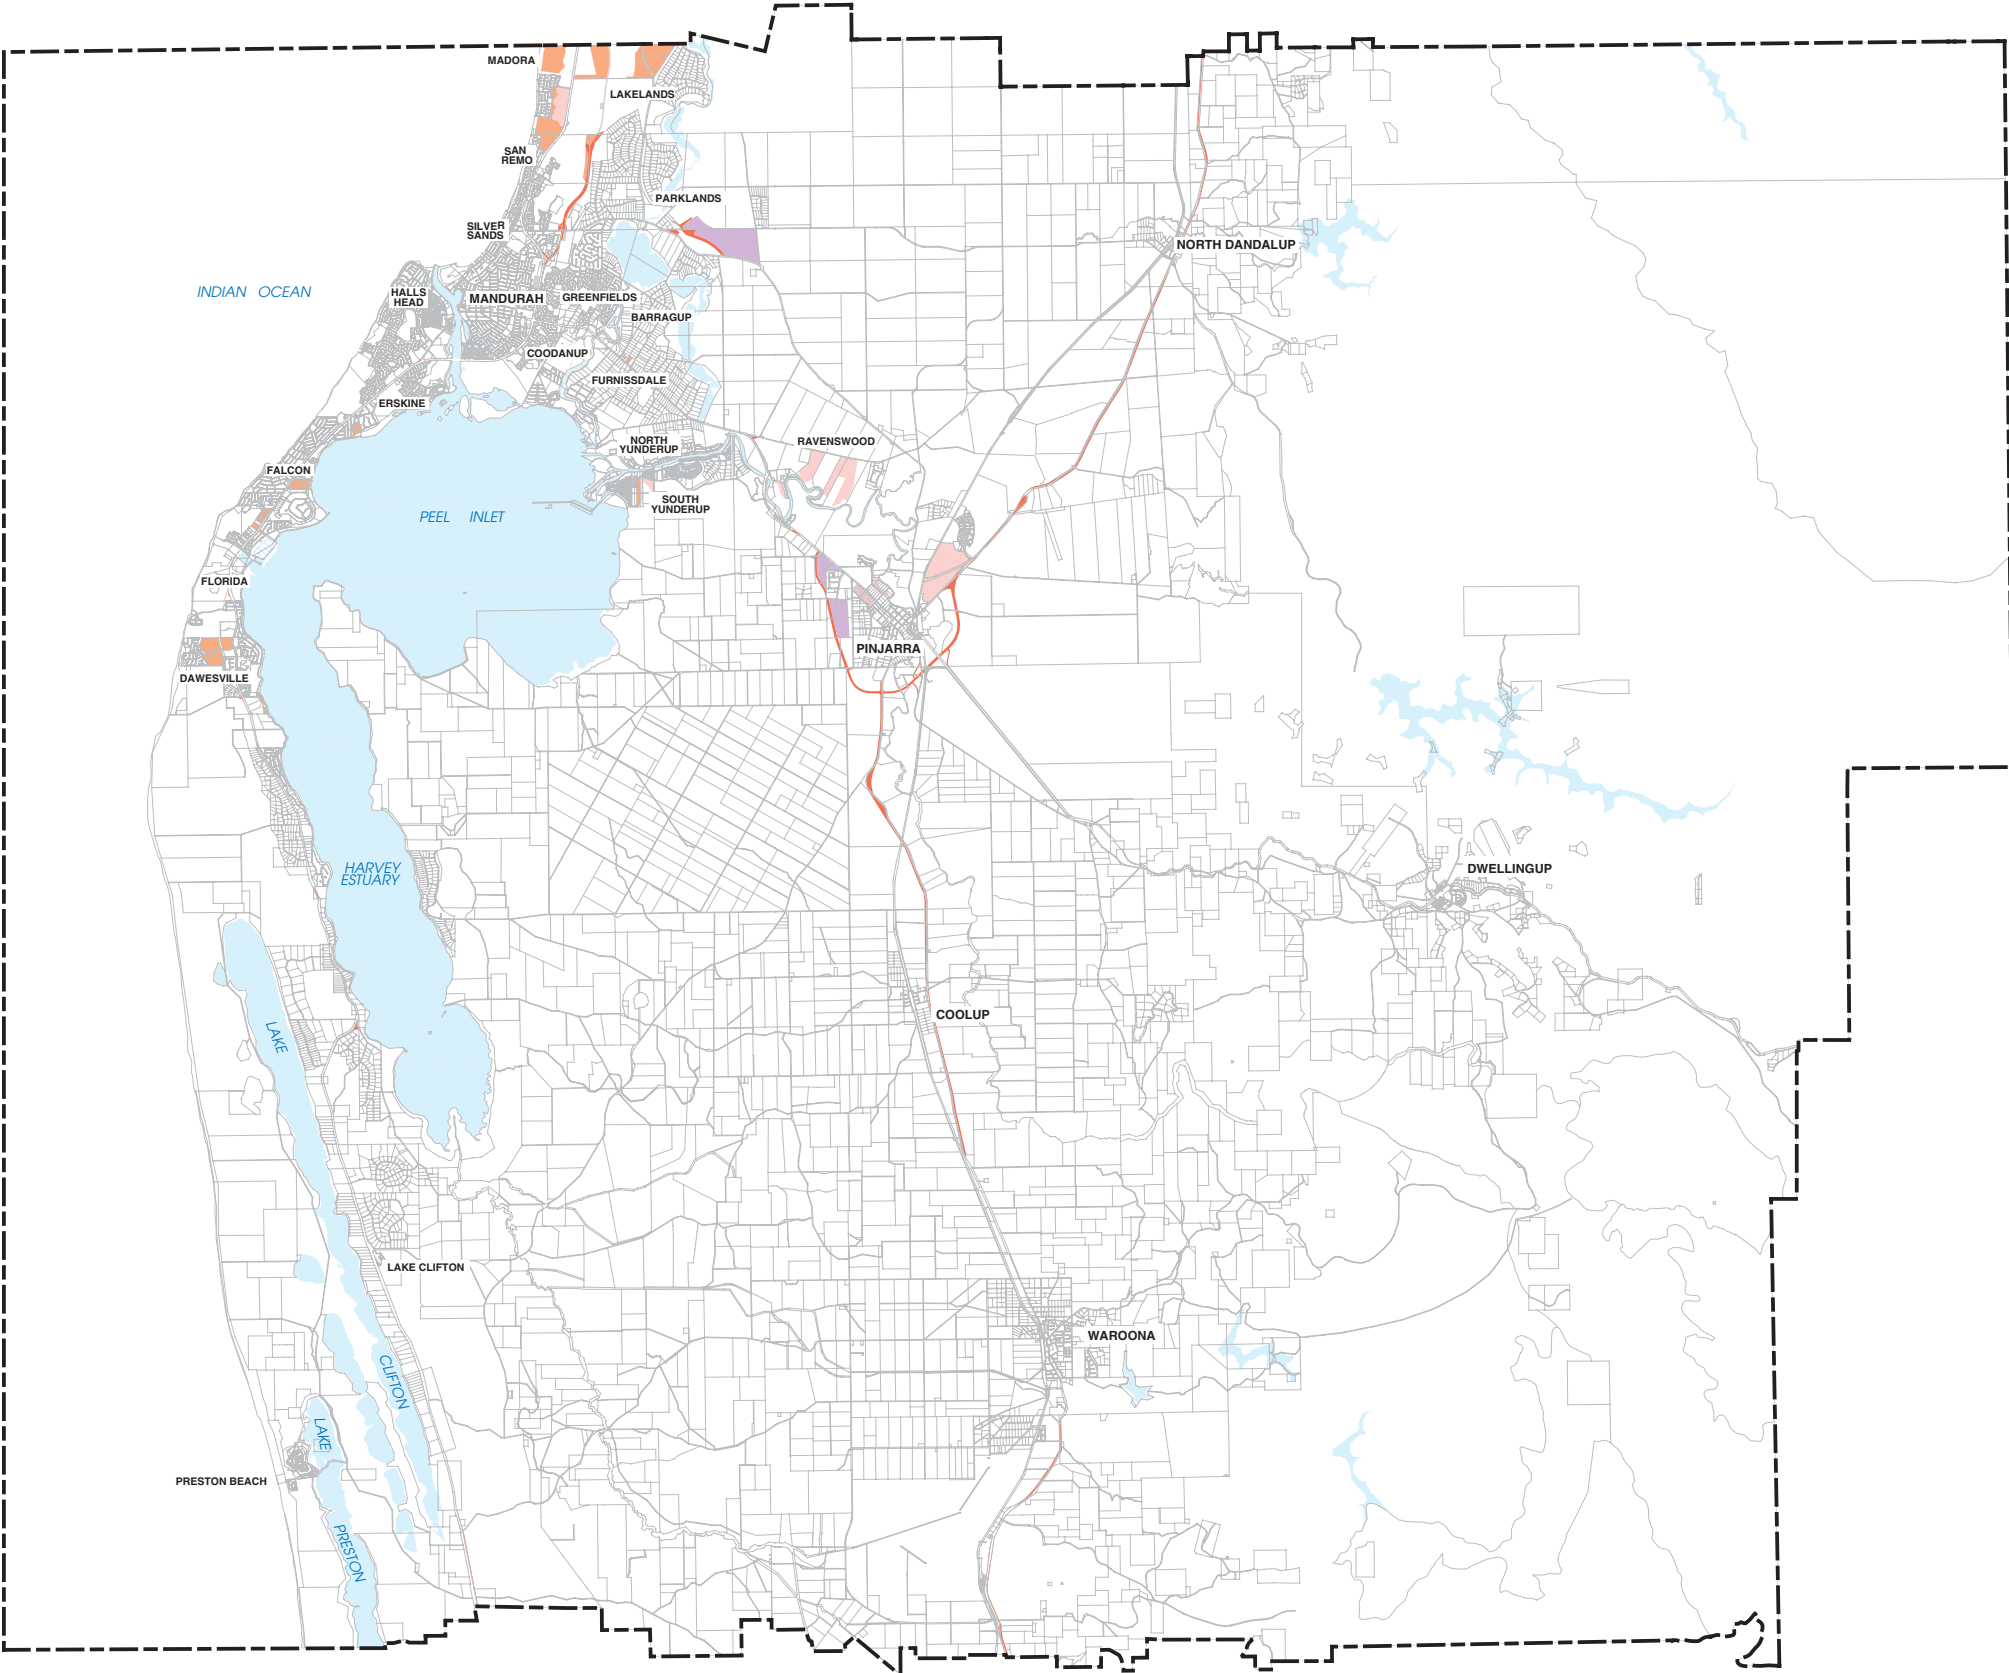 MADORA
LAKELANDS
SAN
REMO
PARKLANDS
SILVER
SANDS
NORTH DANDALUP
INDIAN OCEAN
HALLS
HEAD
MANDURAH
GREENFIELDS
BARRAGUP
COODANUP
FURNISSDALE
ERSKINE
NORTH
YUNDERUP
RAVENSWOOD
FALCON
SOUTH
YUNDERUP
PEEL INLET
FLORIDA
PINJARRA
DAWESVILLE
HARVEY
ESTUARY
DWELLINGUP
COOLUP
LAKE
CLIFTON
LAKE CLIFTON
WAROONA
LAKE
PRESTON
PRESTON BEACH